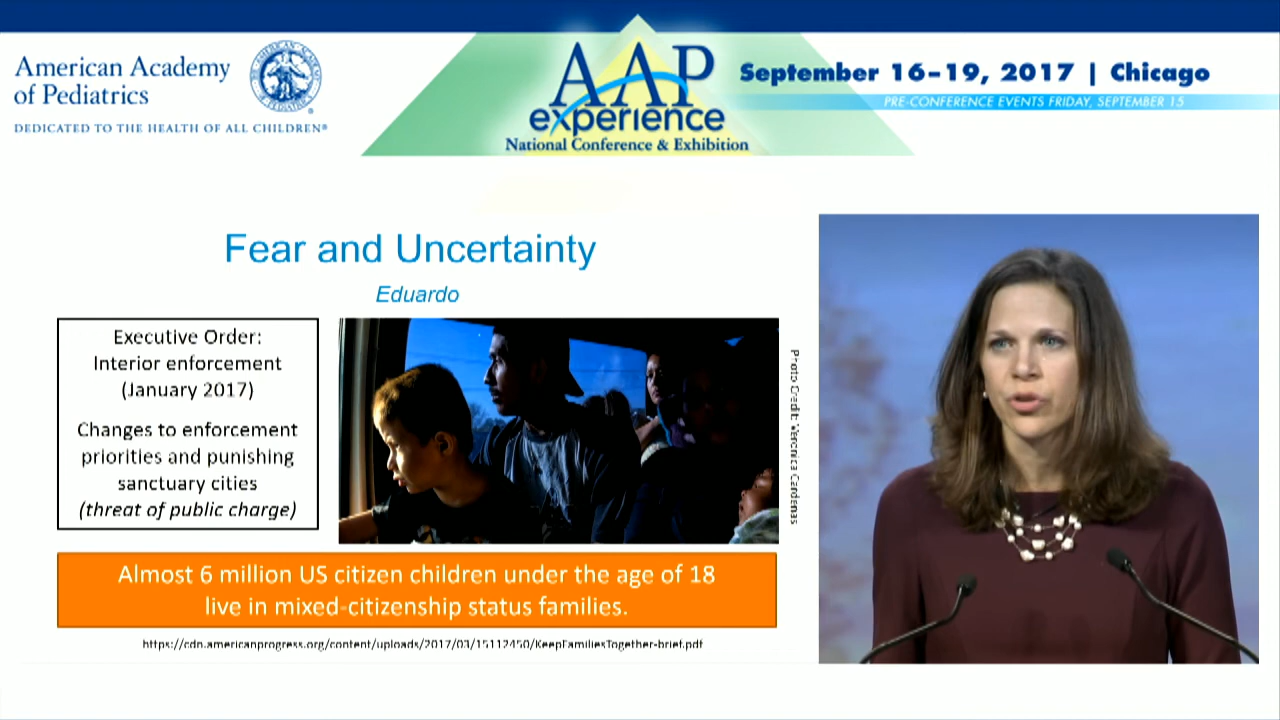 American Academy
of Pediatrics
DEDICATED TO THE HEALTH OF ALL CHILDREN®
AAP
experience
National Conference & Exhibition
September 16–19, 2017 | Chicago
PRE-CONFERENCE EVENTS FRIDAY, SEPTEMBER 15
Fear and Uncertainty
Eduardo
Executive Order:
Interior enforcement
(January 2017)
Changes to enforcement
priorities and punishing
sanctuary cities
(threat of public charge)
Photo Credit: Veronica Cardenas
Almost 6 million US citizen children under the age of 18
live in mixed-citizenship status families.
https://cdn.americanprogress.org/content/uploads/2017/03/15112450/KeepFamiliesTogether-brief.pdf